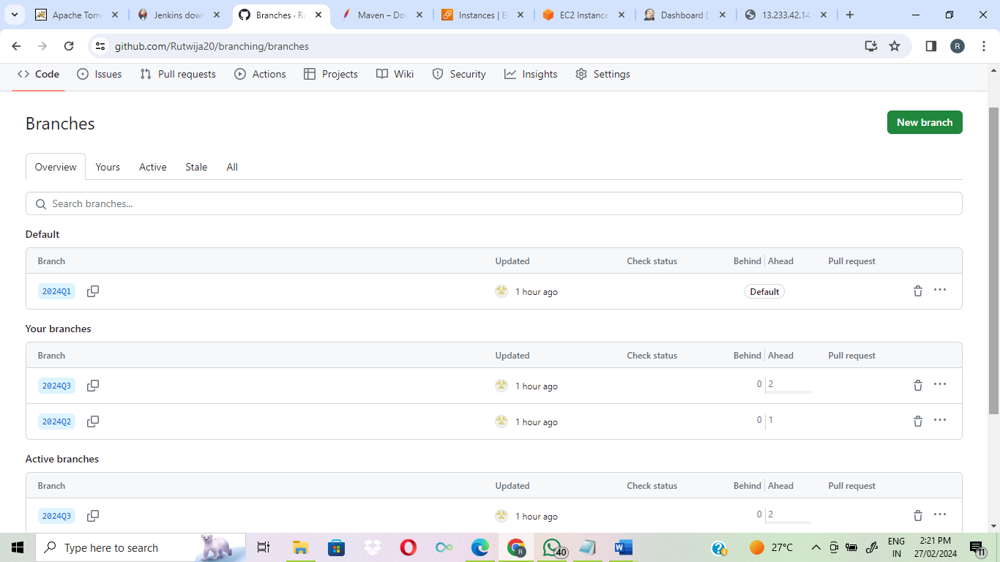 Apache Tom
Jenkins dow
Branches · Ru
Maven – Do
Instances | E
EC2 Instance
Dashboard [
13.233.42.14
github.com/Rutwija20/branching/branches
R
Code Issues Pull requests Actions Projects Wiki Security Insights Settings
Branches
New branch
Overview Yours Active Stale All
Search branches...
Default
Branch Updated Check status Behind Ahead Pull request
2024Q1 1 hour ago Default
Your branches
Branch Updated Check status Behind Ahead Pull request
2024Q3 1 hour ago 0 2
2024Q2 1 hour ago 0 1
Active branches
Branch Updated Check status Behind Ahead Pull request
2024Q3 1 hour ago 0 2
Type here to search
R
40
27°C
ENG
IN
2:21 PM
27/02/2024
11